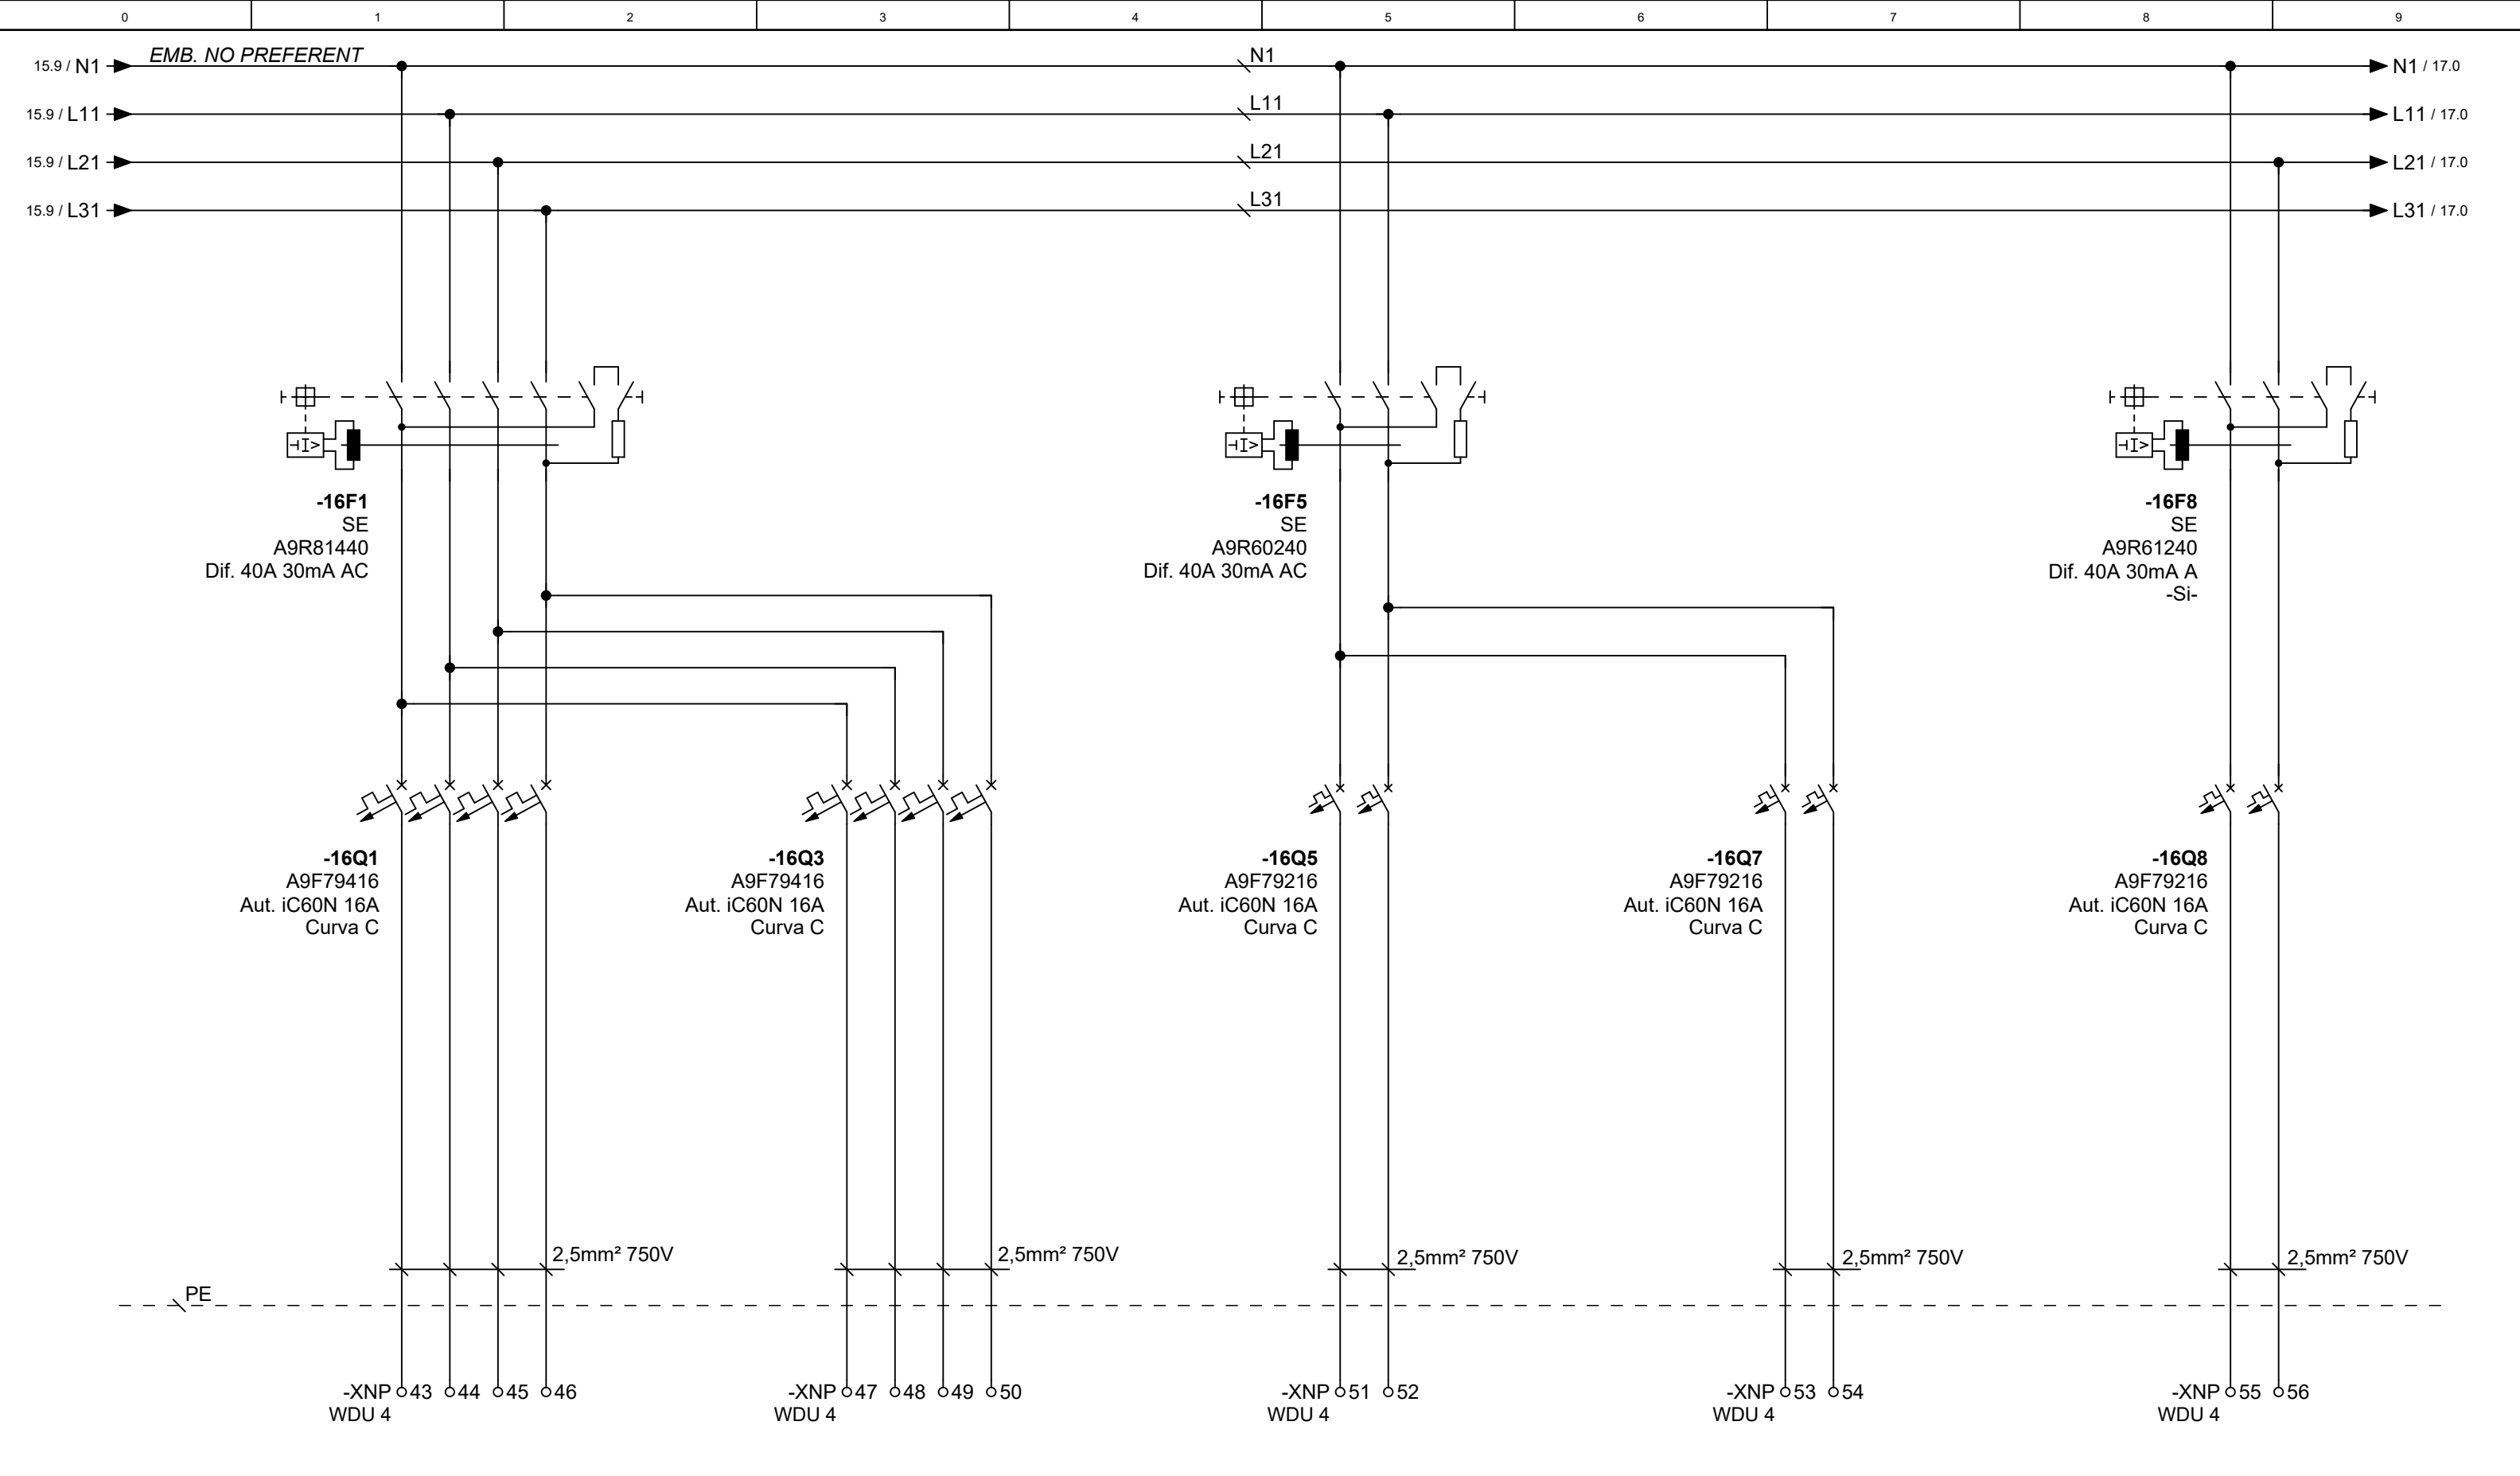 0 1 2 3 4 5 6 7 8 9
EMB. NO PREFERENT
15.9 / N1 N1 N1 / 17.0
15.9 / L11 L11 L11 / 17.0
15.9 / L21 L21 L21 / 17.0
15.9 / L31 L31 L31 / 17.0
I> I> I>
-16F1
SE
A9R81440
Dif. 40A 30mA AC
-16F5
SE
A9R60240
Dif. 40A 30mA AC
-16F8
SE
A9R61240
Dif. 40A 30mA A
-Si-
-16Q1
A9F79416
Aut. iC60N 16A
Curva C
-16Q3
A9F79416
Aut. iC60N 16A
Curva C
-16Q5
A9F79216
Aut. iC60N 16A
Curva C
-16Q7
A9F79216
Aut. iC60N 16A
Curva C
-16Q8
A9F79216
Aut. iC60N 16A
Curva C
2,5mm² 750V 2,5mm² 750V 2,5mm² 750V 2,5mm² 750V 2,5mm² 750V
PE
-XNP 43 44 45 46
WDU 4
-XNP 47 48 49 50
WDU 4
-XNP 51 52
WDU 4
-XNP 53 54
WDU 4
-XNP 55 56
WDU 4